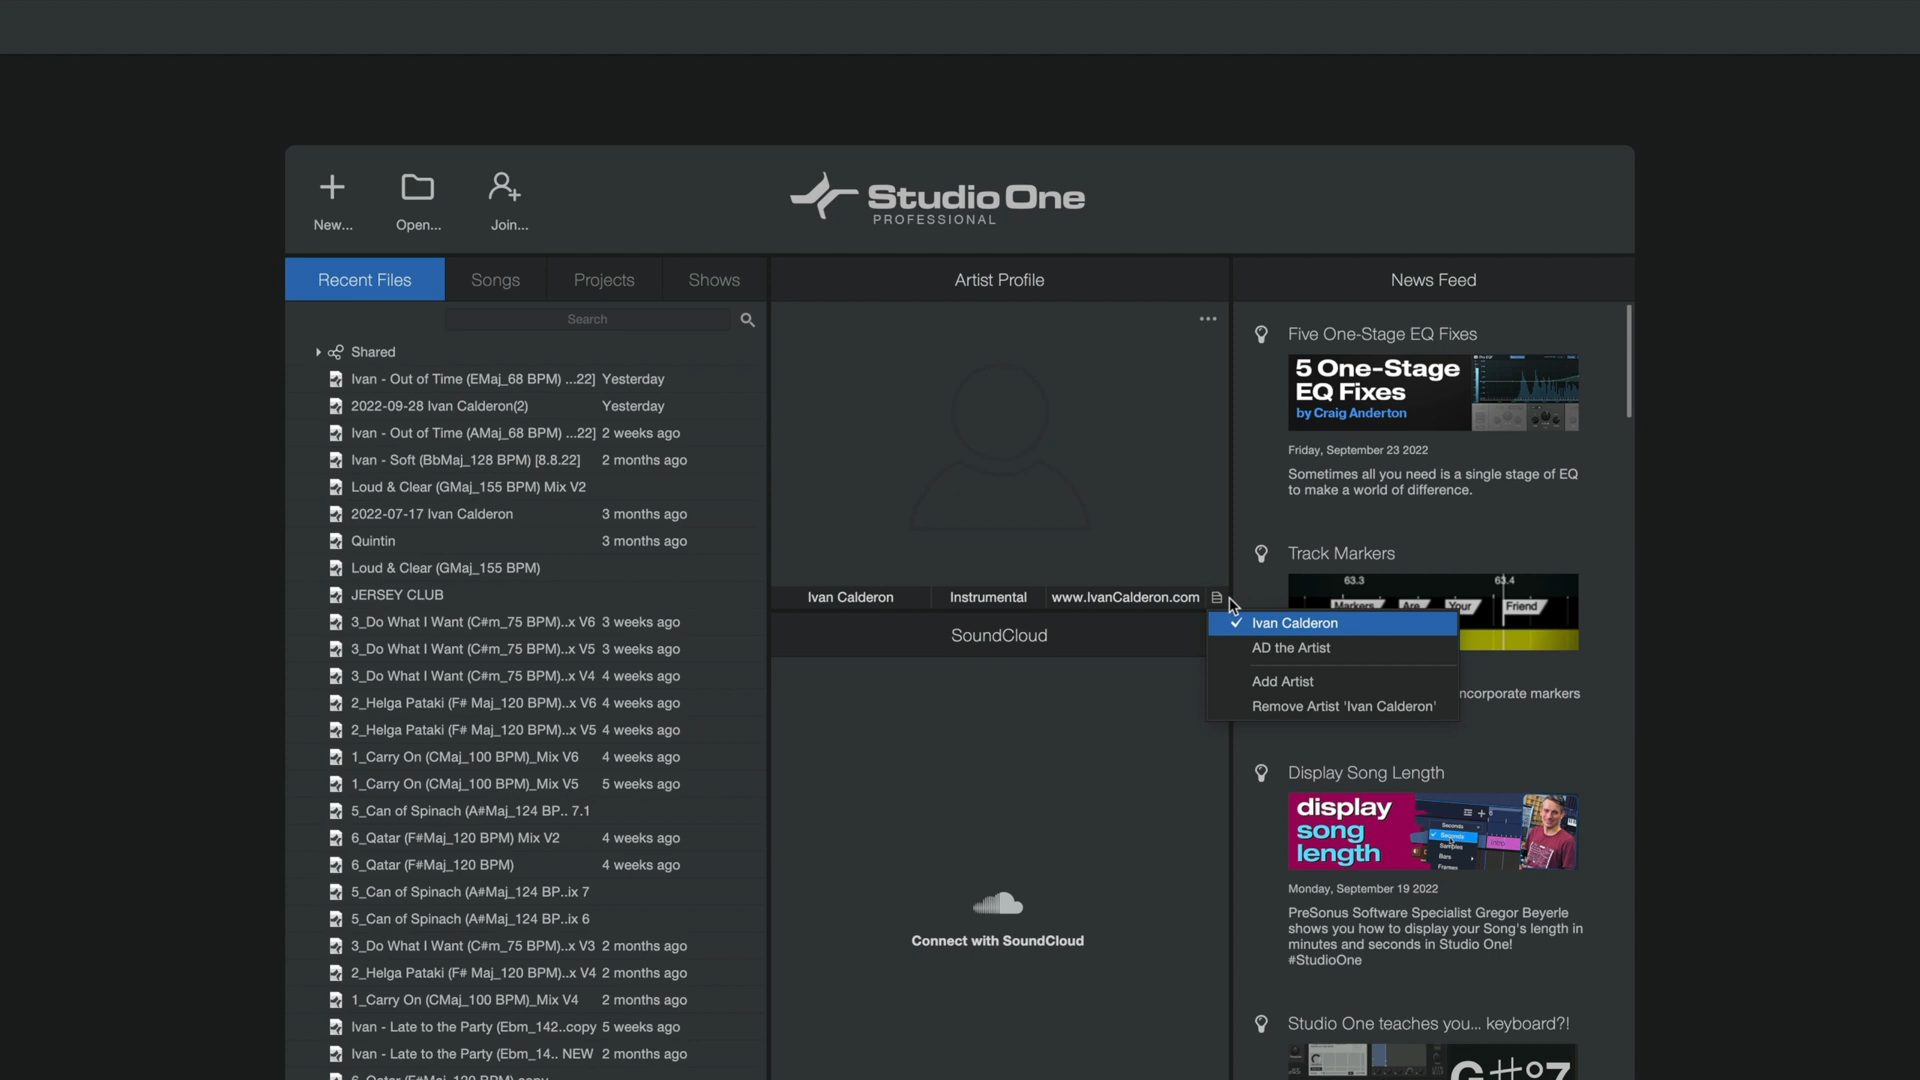 New...
Open...
Join...
Studio One
PROFESSIONAL
Recent Files
Songs
Projects
Shows
Search
Shared
Ivan - Out of Time (EMaj_68 BPM) ...22] Yesterday
2022-09-28 Ivan Calderon(2) Yesterday
Ivan - Out of Time (AMaj_68 BPM) ...22] 2 weeks ago
Ivan - Soft (BbMaj_128 BPM) [8.8.22] 2 months ago
Loud & Clear (GMaj_155 BPM) Mix V2
2022-07-17 Ivan Calderon 3 months ago
Quintin 3 months ago
Loud & Clear (GMaj_155 BPM)
JERSEY CLUB
3_Do What I Want (C#m_75 BPM)..x V6 3 weeks ago
3_Do What I Want (C#m_75 BPM)..x V5 3 weeks ago
3_Do What I Want (C#m_75 BPM)..x V4 4 weeks ago
2_Helga Pataki (F# Maj_120 BPM)..x V6 4 weeks ago
2_Helga Pataki (F# Maj_120 BPM)..x V5 4 weeks ago
1_Carry On (CMaj_100 BPM)_Mix V6 4 weeks ago
1_Carry On (CMaj_100 BPM)_Mix V5 5 weeks ago
5_Can of Spinach (A#Maj_124 BP.. 7.1
6_Qatar (F#Maj_120 BPM) Mix V2 4 weeks ago
6_Qatar (F#Maj_120 BPM) 4 weeks ago
5_Can of Spinach (A#Maj_124 BP..ix 7
5_Can of Spinach (A#Maj_124 BP..ix 6
3_Do What I Want (C#m_75 BPM)..x V3 2 months ago
2_Helga Pataki (F# Maj_120 BPM)..x V4 2 months ago
1_Carry On (CMaj_100 BPM)_Mix V4 2 months ago
Ivan - Late to the Party (Ebm_142..copy 5 weeks ago
Ivan - Late to the Party (Ebm_14.. NEW 2 months ago
Artist Profile
Ivan Calderon
Instrumental
www.IvanCalderon.com
SoundCloud
Connect with SoundCloud
Ivan Calderon
AD the Artist
Add Artist
Remove Artist 'Ivan Calderon'
News Feed
Five One-Stage EQ Fixes
5 One-Stage
EQ Fixes
by Craig Anderton
Friday, September 23 2022
Sometimes all you need is a single stage of EQ
to make a world of difference.
Track Markers
63.3
63.4
Markers
Are
Your
Friend
ncorporate markers
Display Song Length
display
song
length
Seconds
Seconds
Samples
Bars
Frames
Monday, September 19 2022
PreSonus Software Specialist Gregor Beyerle
shows you how to display your Song's length in
minutes and seconds in Studio One!
#StudioOne
Studio One teaches you... keyboard?!
G#°7